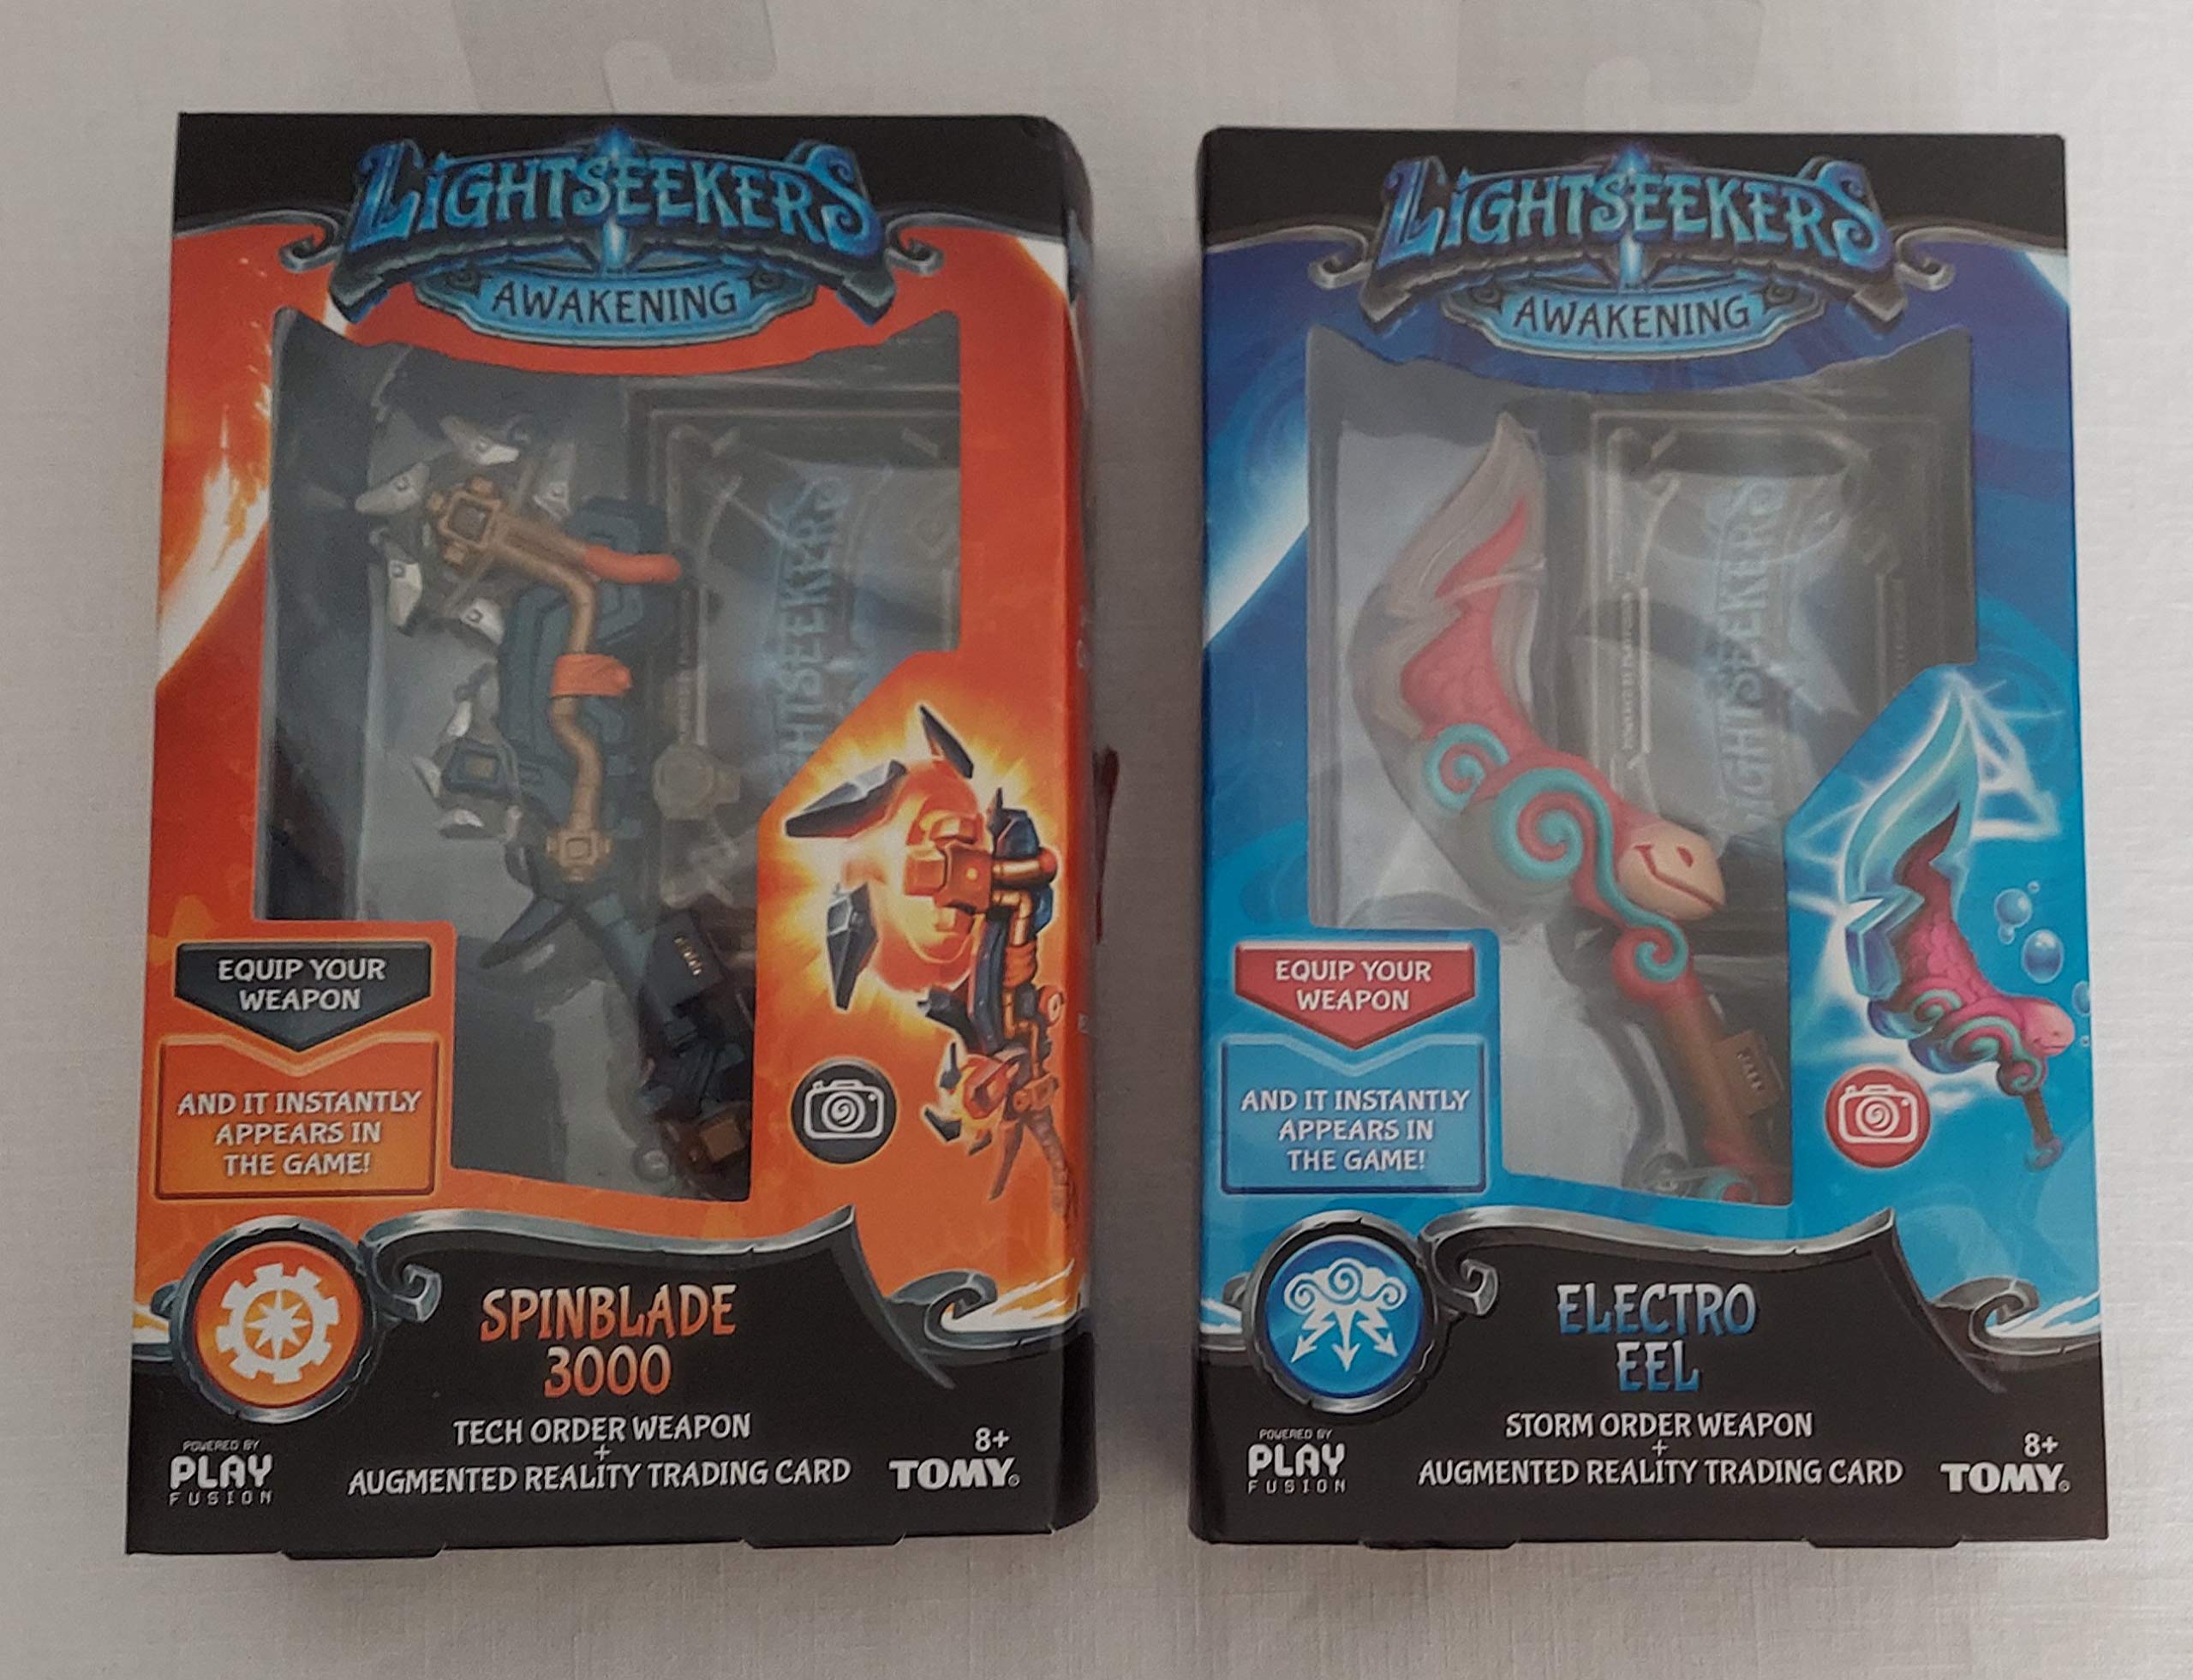 LIGHTSEEKERS
AWAKENING
LIGHTSEEKERS
EQUIP YOUR
WEAPON
AND IT INSTANTLY
APPEARS IN
THE GAME!
SPINBLADE
3000
TECH ORDER WEAPON
+
AUGMENTED REALITY TRADING CARD
POWERED BY
PLAY
FUSION
8+
TOMY
LIGHTSEEKERS
AWAKENING
LIGHTSEEKERS
EQUIP YOUR
WEAPON
AND IT INSTANTLY
APPEARS IN
THE GAME!
ELECTRO
EEL
STORM ORDER WEAPON
+
AUGMENTED REALITY TRADING CARD
POWERED BY
PLAY
FUSION
8+
TOMY